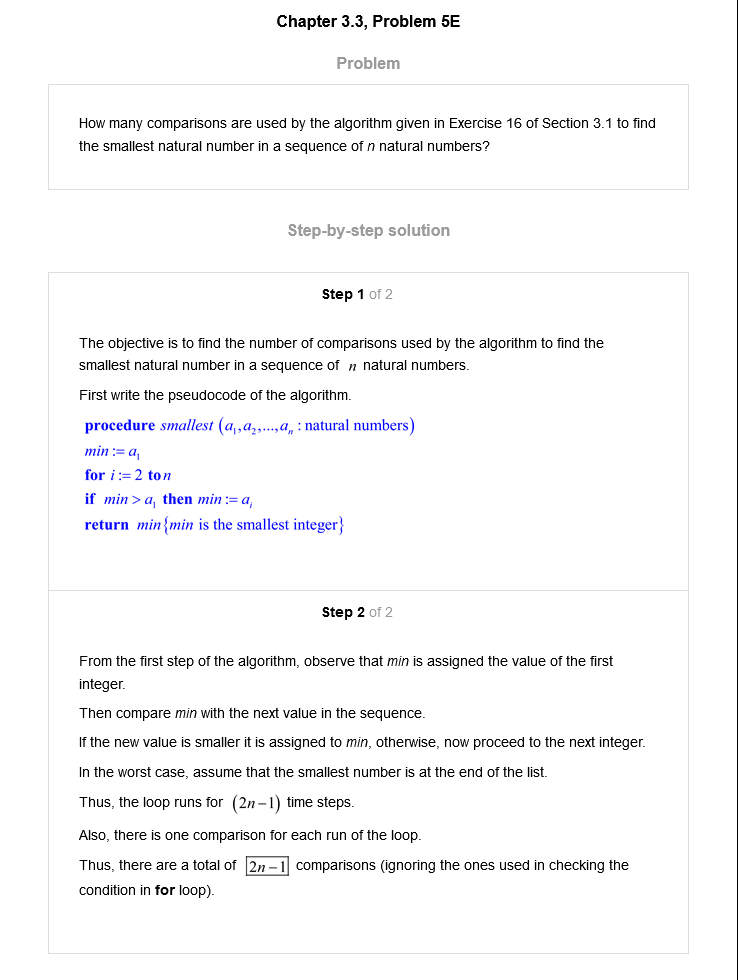 Chapter 3.3, Problem 5E
Problem
How many comparisons are used by the algorithm given in Exercise 16 of Section 3.1 to find
the smallest natural number in a sequence of n natural numbers?
Step-by-step solution
Step 1 of 2
The objective is to find the number of comparisons used by the algorithm to find the
smallest natural number in a sequence of n natural numbers.
First write the pseudocode of the algorithm.
procedure smallest (a₁,a₂,...,aₙ : natural numbers)
min := a₁
for i := 2 to n
if min > a₁ then min := aᵢ
return min{min is the smallest integer}
Step 2 of 2
From the first step of the algorithm, observe that min is assigned the value of the first
integer.
Then compare min with the next value in the sequence.
If the new value is smaller it is assigned to min, otherwise, now proceed to the next integer.
In the worst case, assume that the smallest number is at the end of the list.
Thus, the loop runs for (2n−1) time steps.
Also, there is one comparison for each run of the loop.
Thus, there are a total of 2n−1 comparisons (ignoring the ones used in checking the
condition in for loop).